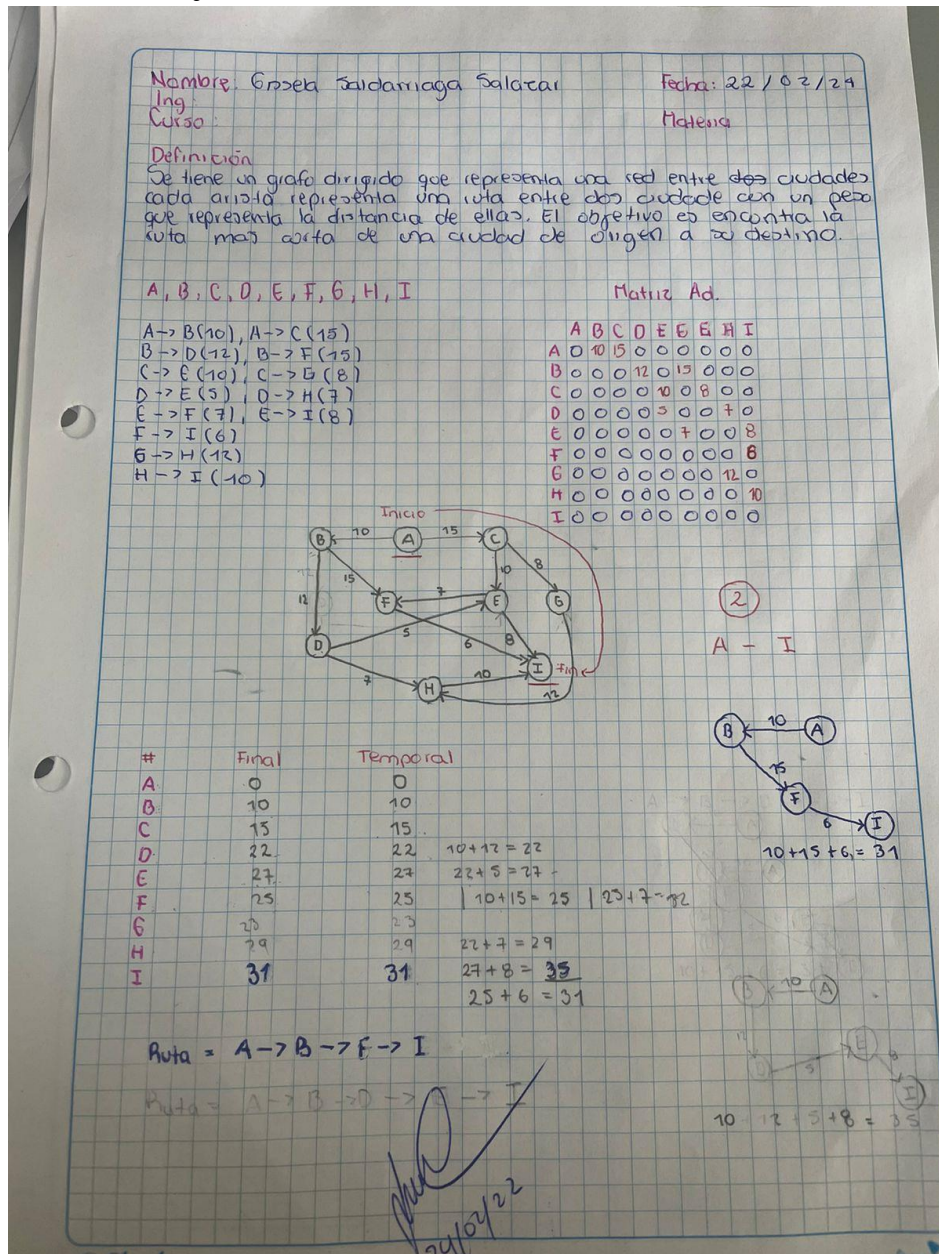 Nombre: Saldarriaga Salazar Fecha: 22/02/24
Ing:
Curso: Materia
Definición
Se tiene un grafo dirigido que representa una red entre dos ciudades
cada arista representa una ruta entre dos ciudade con un peso
que representa la distancia de ellas. El objetivo es encontra la
ruta mas corta de una ciudad de origen a su destino.
A, B, C, D, E, F, G, H, I
Matriz Ad.
A->B(10), A->C(15)
B->D(12), B->F(15)
C->E(10), C->G(8)
D->E(5), D->H(7)
E->F(7), E->I(8)
F->I(6)
G->H(12)
H->I(10)
A B C D E E E H I
A 0 10 15 0 0 0 0 0 0
B 0 0 0 12 0 15 0 0 0
C 0 0 0 0 10 0 8 0 0
D 0 0 0 0 5 0 0 7 0
E 0 0 0 0 0 7 0 0 8
F 0 0 0 0 0 0 0 0 6
G 0 0 0 0 0 0 0 12 0
H 0 0 0 0 0 0 0 0 10
I 0 0 0 0 0 0 0 0
Inicio
B 10 A 15 C
15 10 8
12 F 7 E G
5 6 8
D I Fin
7 H 10 12
2
A - I
B 10 A
15
F
6 I
10+15+6 = 31
# Final Temporal
A 0 0
B 10 10
C 15 15
D 22 22 10+12=22
E 27 27 22+5=27
F 25 25 | 10+15=25 | 25+7=32
G 23 23
H 29 29 22+7=29
I 31 31 27+8=35
25+6=31
Ruta = A->B->F->I
Ruta = A->B->D-> -> I
B 10 A
12
D 5 E
8
I
10 12 +5+8= 35
24/02/22